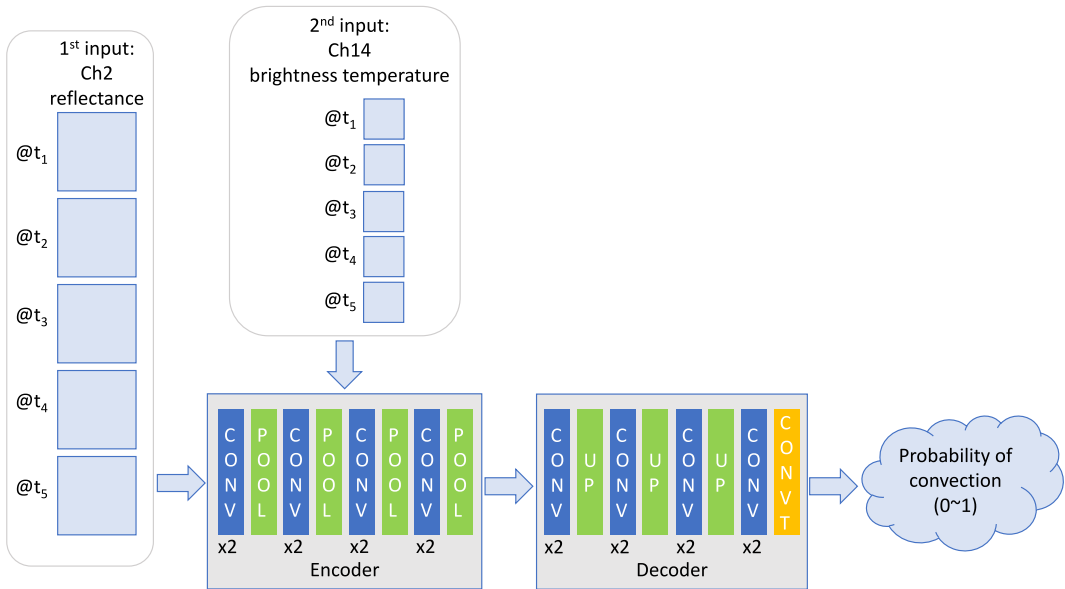 1st input:
Ch2
reflectance
@t1
@t2
@t3
@t4
@t5
2nd input:
Ch14
brightness temperature
@t1
@t2
@t3
@t4
@t5
CONV
POOL
CONV
POOL
CONV
POOL
CONV
POOL
x2
x2
x2
x2
Encoder
CONV
UP
CONV
UP
CONV
UP
CONV
CONVT
x2
x2
x2
x2
Decoder
Probability of
convection
(0~1)